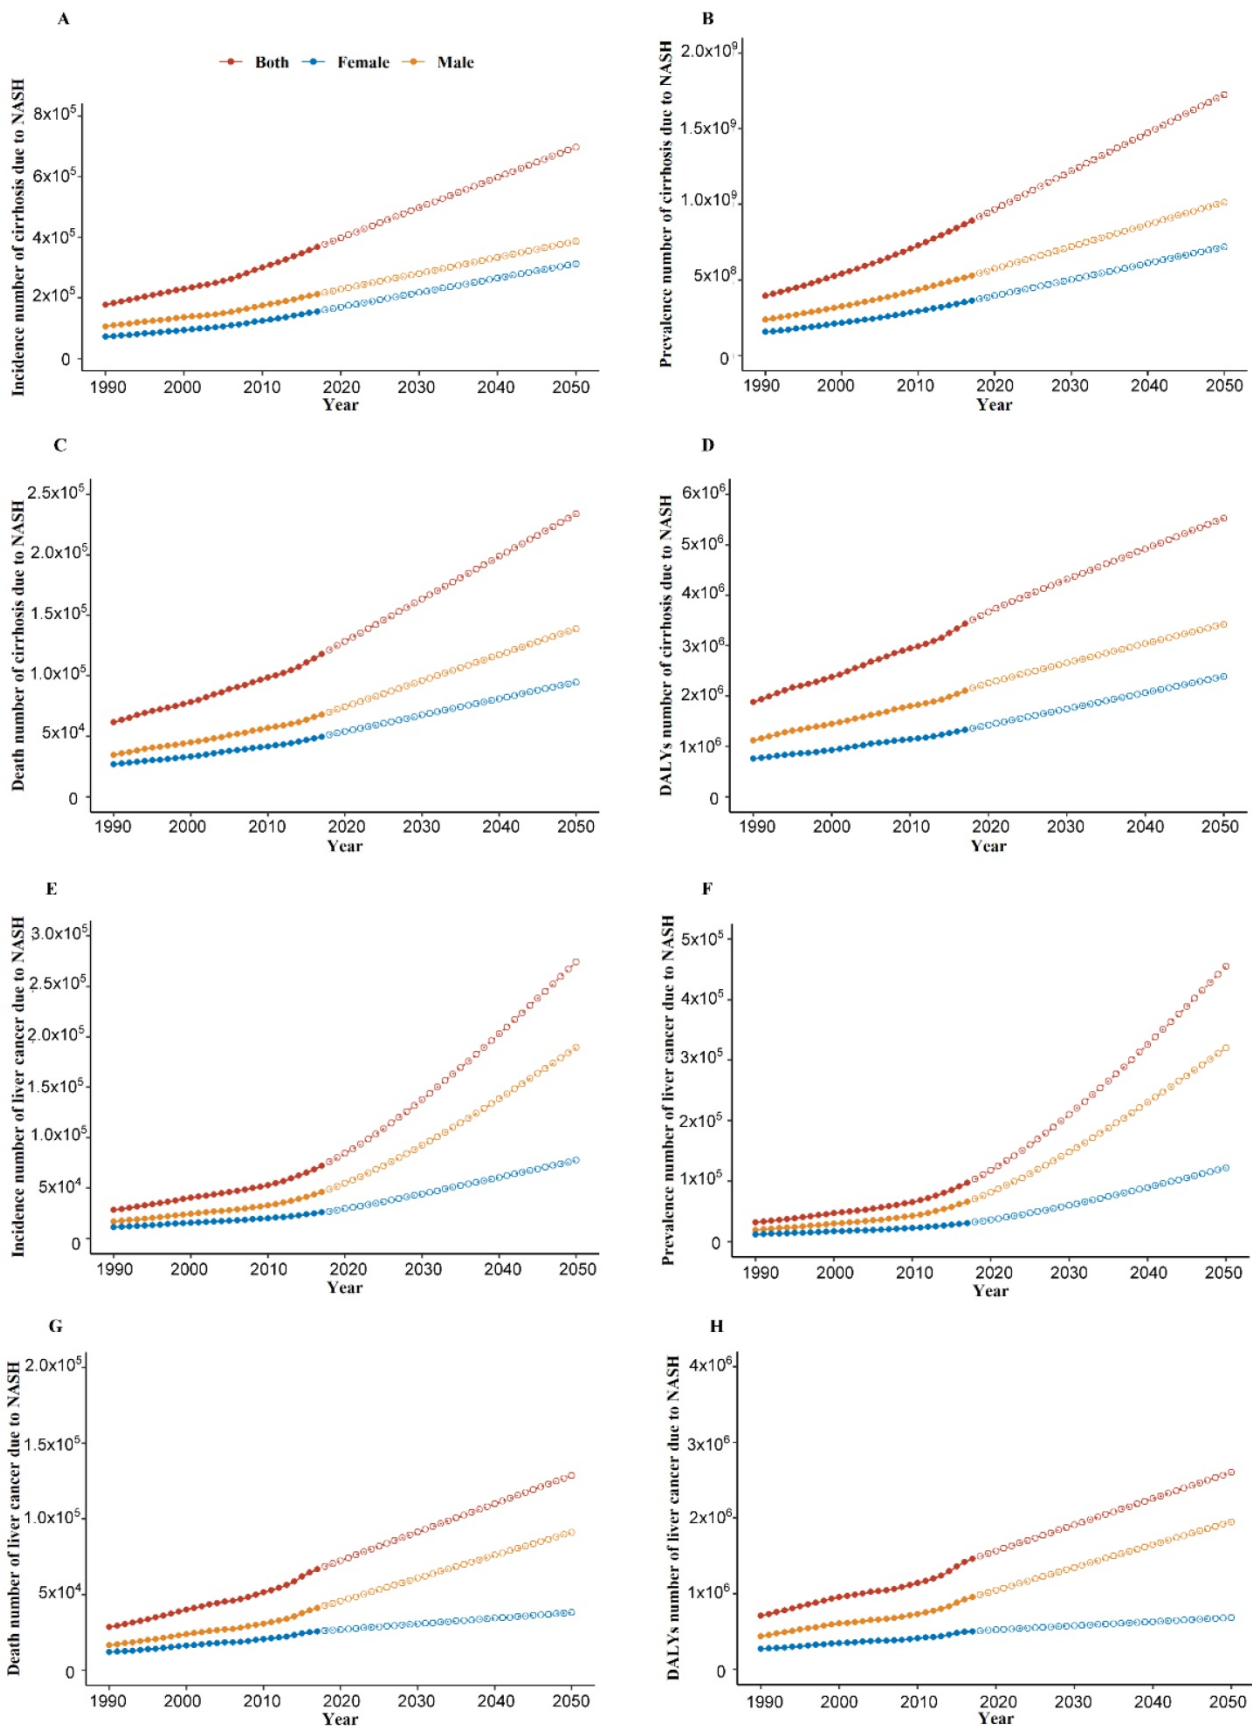 A
B
Both Female Male
Incidence number of cirrhosis due to NASH
8x10⁵
6x10⁵
4x10⁵
2x10⁵
0
1990 2000 2010 2020 2030 2040 2050
Year
Prevalence number of cirrhosis due to NASH
2.0x10⁹
1.5x10⁹
1.0x10⁹
5x10⁸
0
1990 2000 2010 2020 2030 2040 2050
Year
C
D
Death number of cirrhosis due to NASH
2.5x10⁵
2.0x10⁵
1.5x10⁵
1.0x10⁵
5x10⁴
0
1990 2000 2010 2020 2030 2040 2050
Year
DALYs number of cirrhosis due to NASH
6x10⁶
5x10⁶
4x10⁶
3x10⁶
2x10⁶
1x10⁶
0
1990 2000 2010 2020 2030 2040 2050
Year
E
F
Incidence number of liver cancer due to NASH
3.0x10⁵
2.5x10⁵
2.0x10⁵
1.5x10⁵
1.0x10⁵
5x10⁴
0
1990 2000 2010 2020 2030 2040 2050
Year
Prevalence number of liver cancer due to NASH
5x10⁵
4x10⁵
3x10⁵
2x10⁵
1x10⁵
0
1990 2000 2010 2020 2030 2040 2050
Year
G
H
Death number of liver cancer due to NASH
2.0x10⁵
1.5x10⁵
1.0x10⁵
5x10⁴
0
1990 2000 2010 2020 2030 2040 2050
Year
DALYs number of liver cancer due to NASH
4x10⁶
3x10⁶
2x10⁶
1x10⁶
0
1990 2000 2010 2020 2030 2040 2050
Year